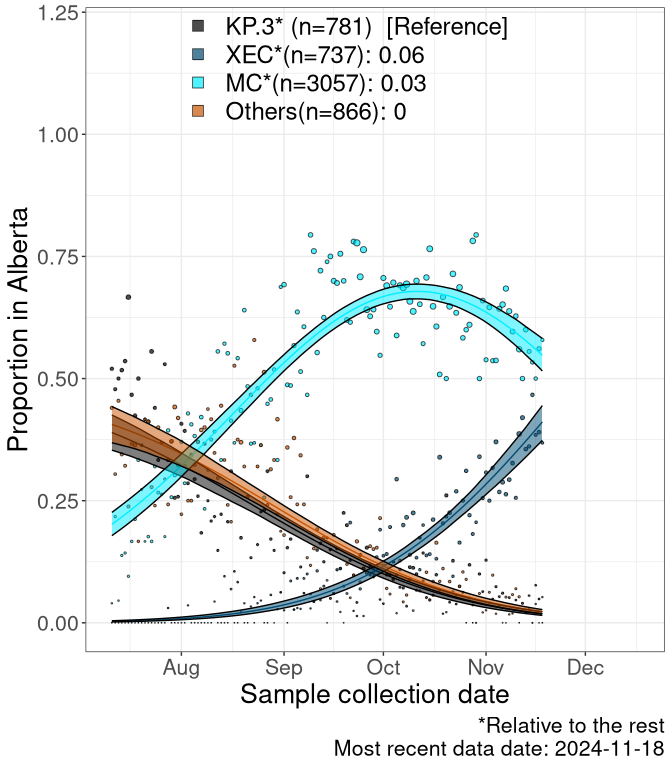 KP.3* (n=781)  [Reference]
XEC*(n=737): 0.06
MC*(n=3057): 0.03
Others(n=866): 0
1.25
1.00
0.75
0.50
0.25
0.00
Proportion in Alberta
Aug Sep Oct Nov Dec
Sample collection date
*Relative to the rest
Most recent data date: 2024-11-18